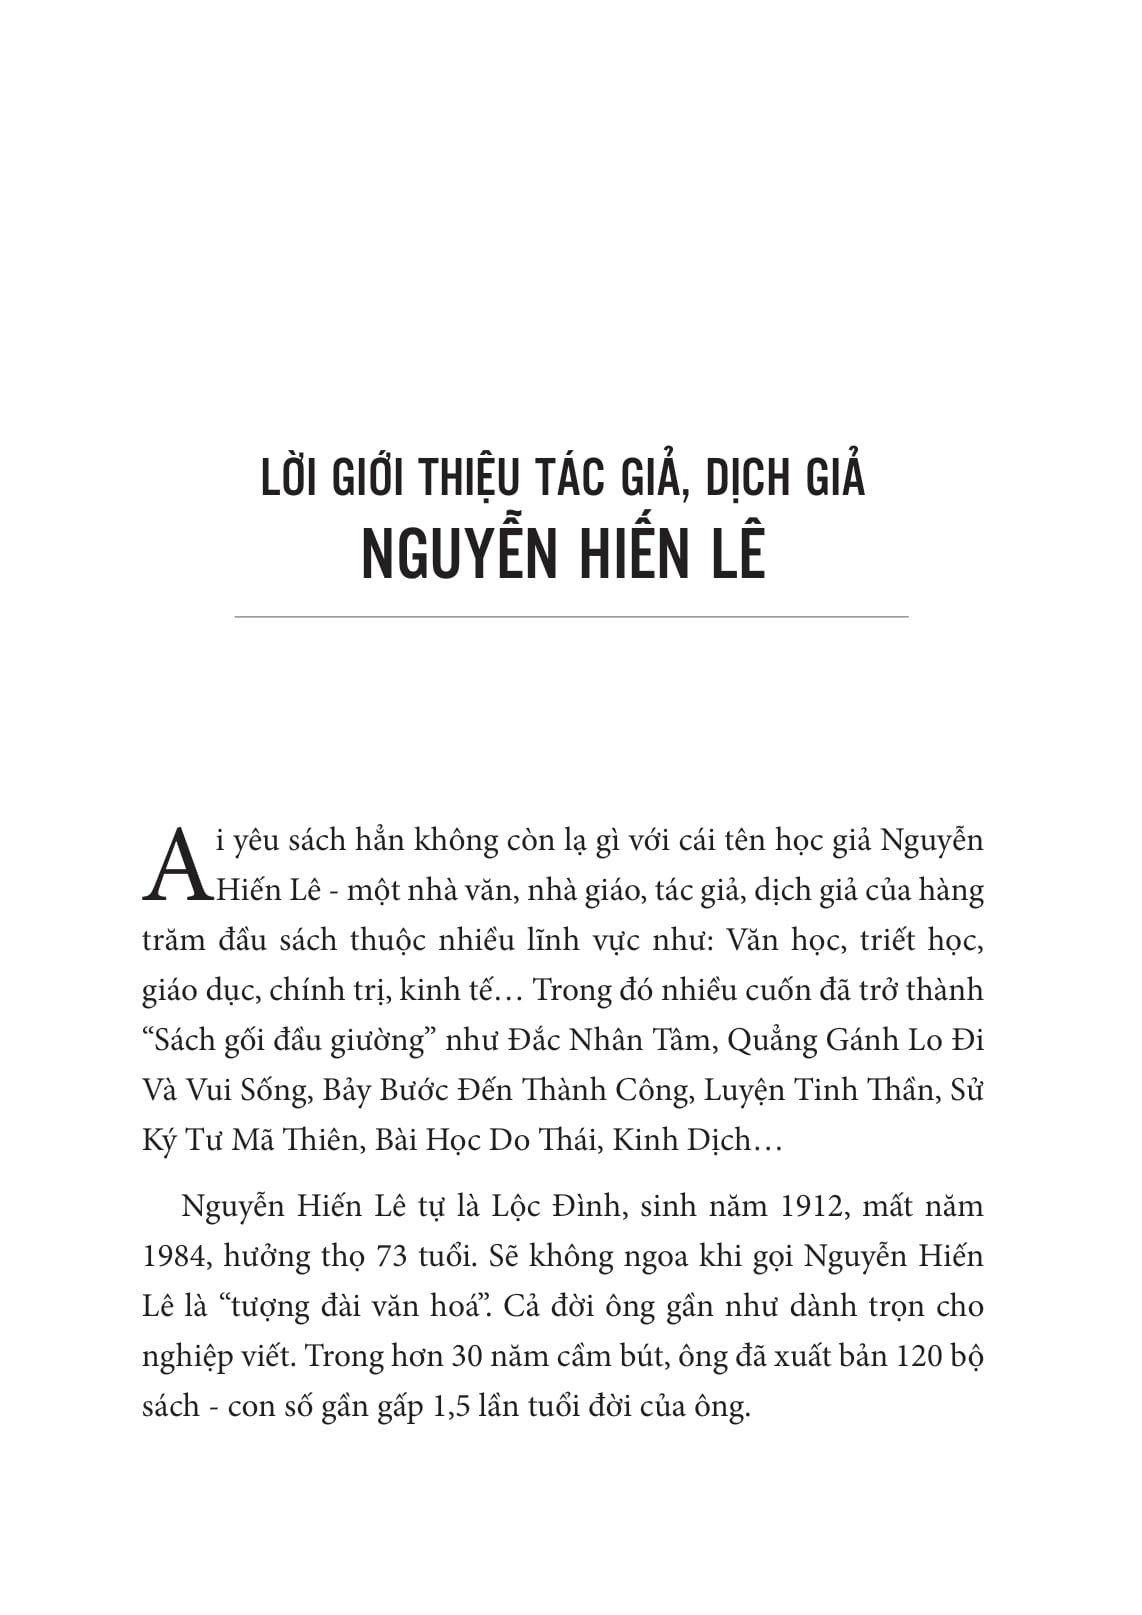 LỜI GIỚI THIỆU TÁC GIẢ, DỊCH GIẢ
NGUYỄN HIẾN LÊ
Ai yêu sách hẳn không còn lạ gì với cái tên học giả Nguyễn
Hiến Lê - một nhà văn, nhà giáo, tác giả, dịch giả của hàng
trăm đầu sách thuộc nhiều lĩnh vực như: Văn học, triết học,
giáo dục, chính trị, kinh tế… Trong đó nhiều cuốn đã trở thành
“Sách gối đầu giường” như Đắc Nhân Tâm, Quẳng Gánh Lo Đi
Và Vui Sống, Bảy Bước Đến Thành Công, Luyện Tinh Thần, Sử
Ký Tư Mã Thiên, Bài Học Do Thái, Kinh Dịch…
Nguyễn Hiến Lê tự là Lộc Đình, sinh năm 1912, mất năm
1984, hưởng thọ 73 tuổi. Sẽ không ngoa khi gọi Nguyễn Hiến
Lê là “tượng đài văn hoá”. Cả đời ông gần như dành trọn cho
nghiệp viết. Trong hơn 30 năm cầm bút, ông đã xuất bản 120 bộ
sách - con số gần gấp 1,5 lần tuổi đời của ông.